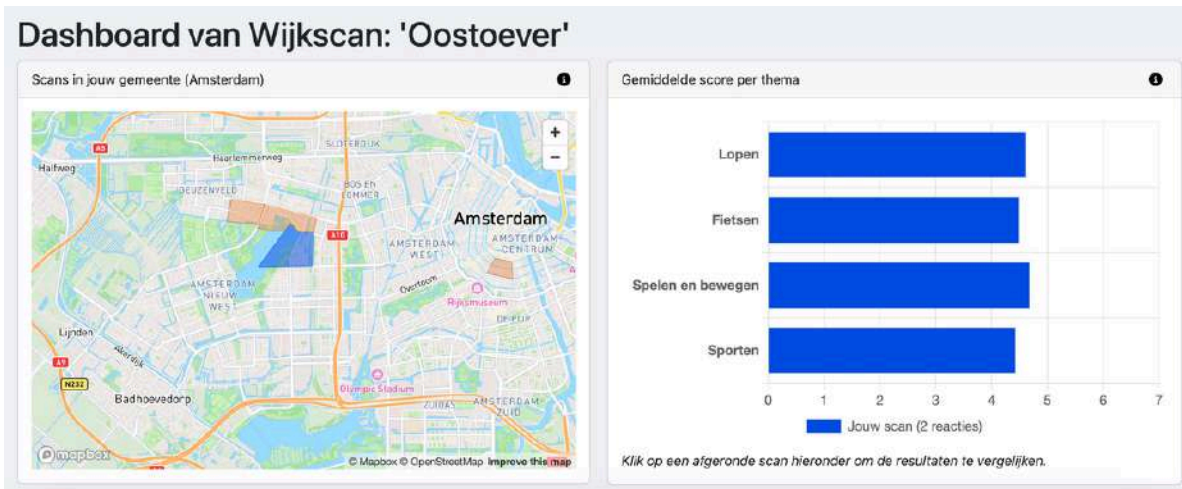 Dashboard van Wijkscan: 'Oostoever'
Scans in jouw gemeente (Amsterdam)
+
−
A5
SLOTERDIJK
Haarlemmerweg
Halfweg
GEUZENVELD
BOS EN
LOMMER
Amsterdam
A10
AMSTERDAM
WEST
AMSTERDAM-
CENTRUM
AMSTERDAM
NIEUW
WEST
Overtoom
Rijksmuseum
DE PIJP
Lijnden
Akerdijk
A9
N232
Olympic Stadium
Badhoevedorp
ZUIDAS
AMSTERDAM
ZUID
mapbox
© Mapbox © OpenStreetMap Improve this map
Gemiddelde score per thema
Lopen
Fietsen
Spelen en bewegen
Sporten
0 1 2 3 4 5 6 7
Jouw scan (2 reacties)
Klik op een afgeronde scan hieronder om de resultaten te vergelijken.